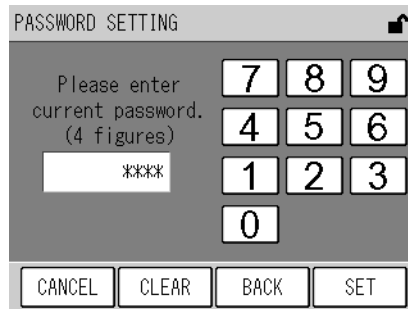 PASSWORD SETTING
Please enter
current password.
(4 figures)
****
7 8 9
4 5 6
1 2 3
0
CANCEL CLEAR BACK SET